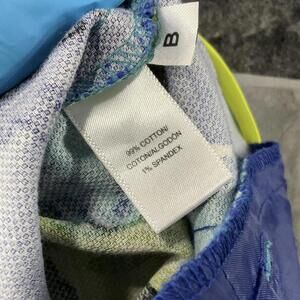 B
99% COTTON/
COTON/ALGODÓN
1% SPANDEX